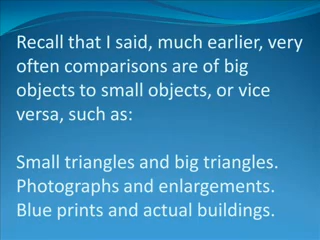 Recall that I said, much earlier, very
often comparisons are of big
objects to small objects, or vice
versa, such as:
Small triangles and big triangles.
Photographs and enlargements.
Blue prints and actual buildings.